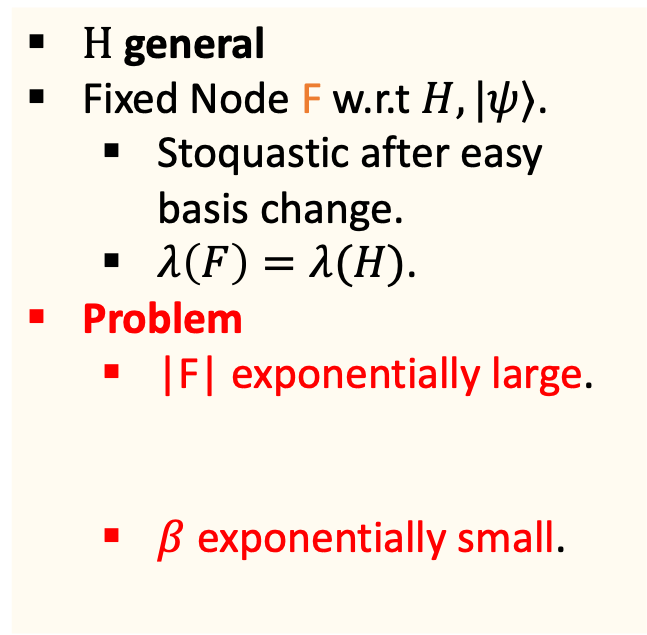 ▪ H general
▪ Fixed Node F w.r.t H, |ψ⟩.
▪ Stoquastic after easy
basis change.
▪ λ(F) = λ(H).
▪ Problem
▪ |F| exponentially large.
▪ β exponentially small.